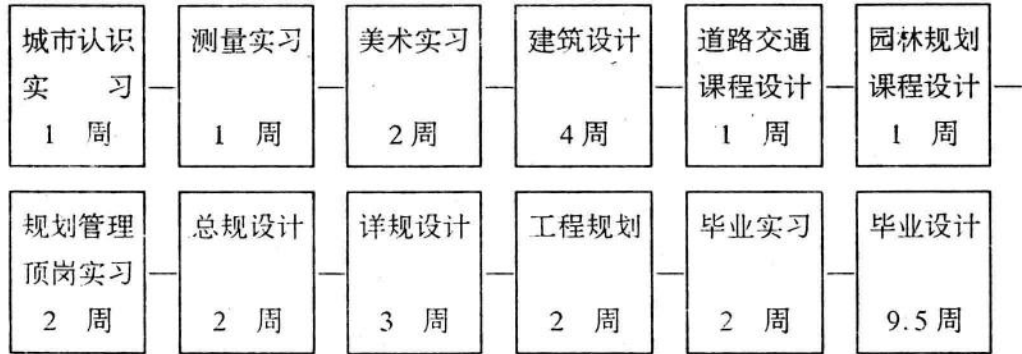 城市认识
实 习
1 周
测量实习
1 周
美术实习
2周
建筑设计
4周
道路交通
课程设计
1 周
园林规划
课程设计
1 周
规划管理
顶岗实习
2 周
总规设计
2 周
详规设计
3 周
工程规划
2 周
毕业实习
2 周
毕业设计
9.5周